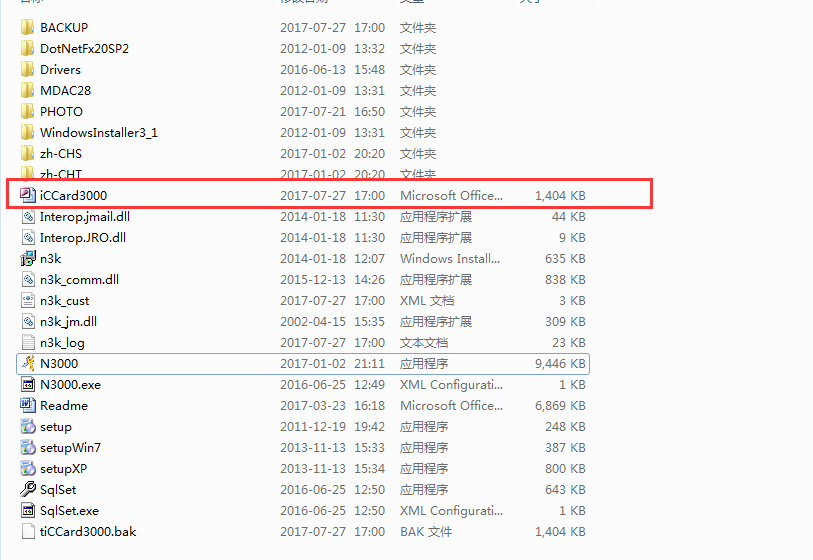 BACKUP 2017-07-27 17:00 文件夹
DotNetFx20SP2 2012-01-09 13:32 文件夹
Drivers 2016-06-13 15:48 文件夹
MDAC28 2012-01-09 13:31 文件夹
PHOTO 2017-07-21 16:50 文件夹
WindowsInstaller3_1 2012-01-09 13:31 文件夹
zh-CHS 2017-01-02 20:20 文件夹
zh-CHT 2017-01-02 20:20 文件夹
iCCard3000 2017-07-27 17:00 Microsoft Office... 1,404 KB
Interop.jmail.dll 2014-01-18 11:30 应用程序扩展 44 KB
Interop.JRO.dll 2014-01-18 11:30 应用程序扩展 9 KB
n3k 2014-01-18 12:07 Windows Install... 635 KB
n3k_comm.dll 2015-12-13 14:26 应用程序扩展 838 KB
n3k_cust 2017-07-27 17:00 XML 文档 3 KB
n3k_jm.dll 2002-04-15 15:35 应用程序扩展 309 KB
n3k_log 2017-07-27 17:00 文本文档 23 KB
N3000 2017-01-02 21:11 应用程序 9,446 KB
N3000.exe 2016-06-25 12:49 XML Configurati... 1 KB
Readme 2017-03-23 16:18 Microsoft Office... 6,869 KB
setup 2011-12-19 19:42 应用程序 248 KB
setupWin7 2013-11-13 15:33 应用程序 387 KB
setupXP 2013-11-13 15:34 应用程序 800 KB
SqlSet 2016-06-25 12:50 应用程序 643 KB
SqlSet.exe 2016-06-25 12:50 XML Configurati... 1 KB
tiCCard3000.bak 2017-07-27 17:00 BAK 文件 1,404 KB